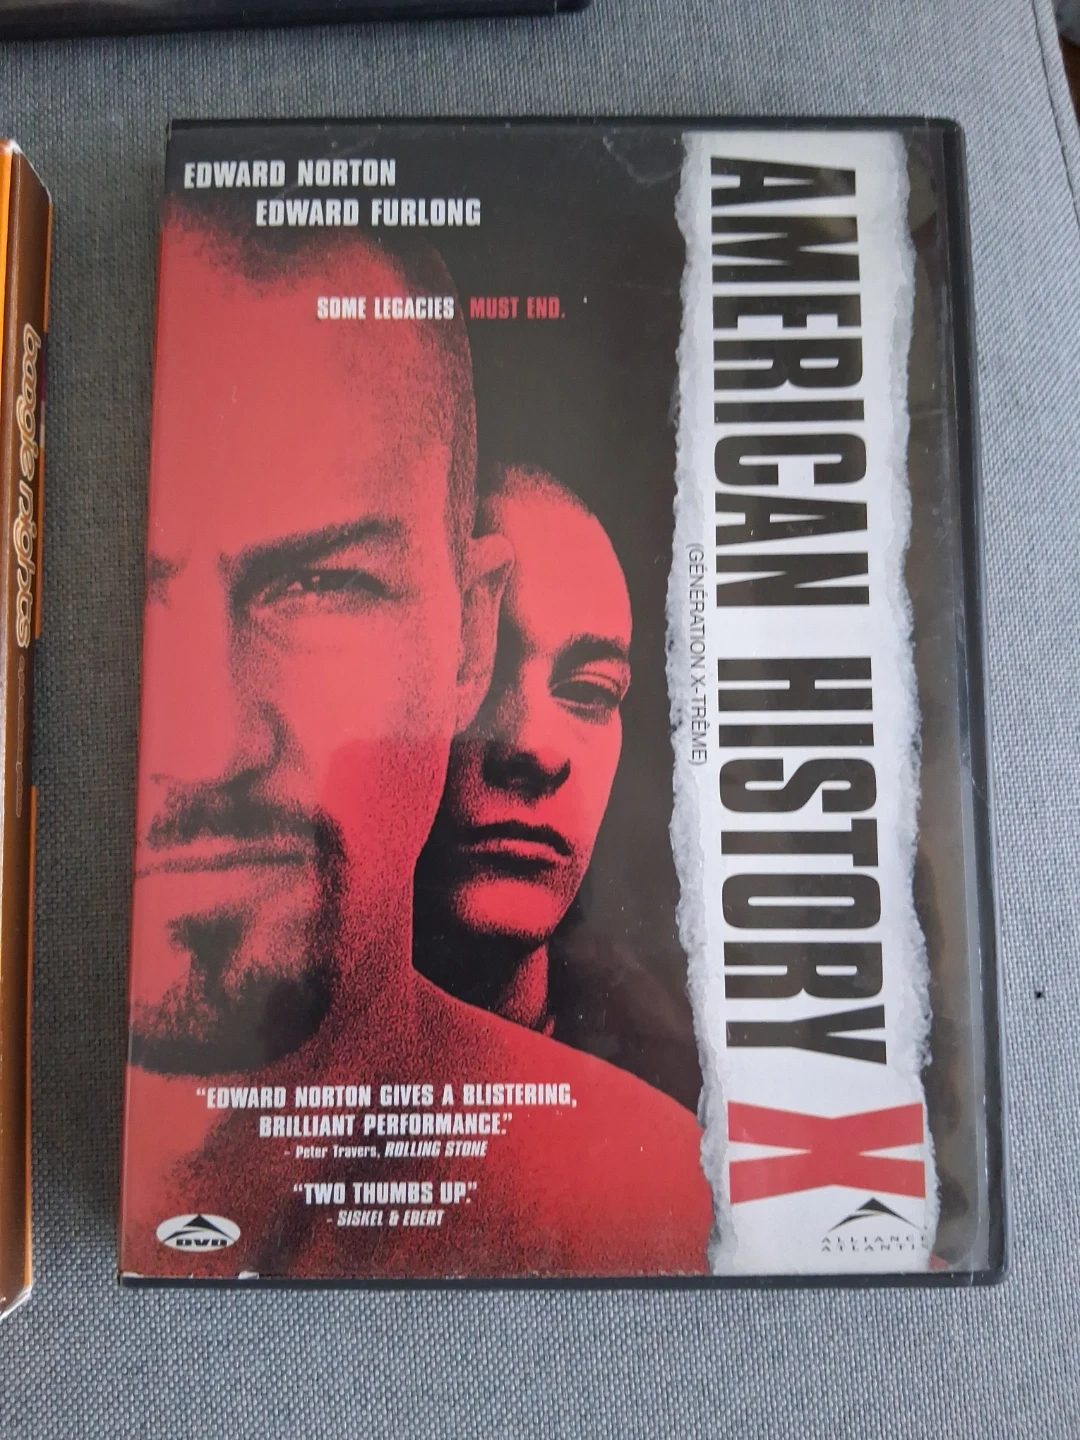 EDWARD NORTON
EDWARD FURLONG
SOME LEGACIES MUST END.
AMERICAN HISTORY X
(GÉNÉRATION X-TRÊME)
"EDWARD NORTON GIVES A BLISTERING,
BRILLIANT PERFORMANCE."
- Peter Travers, ROLLING STONE
"TWO THUMBS UP."
- SISKEL & EBERT
DVD
ALLIANCE
ATLANTIS
boogie nights